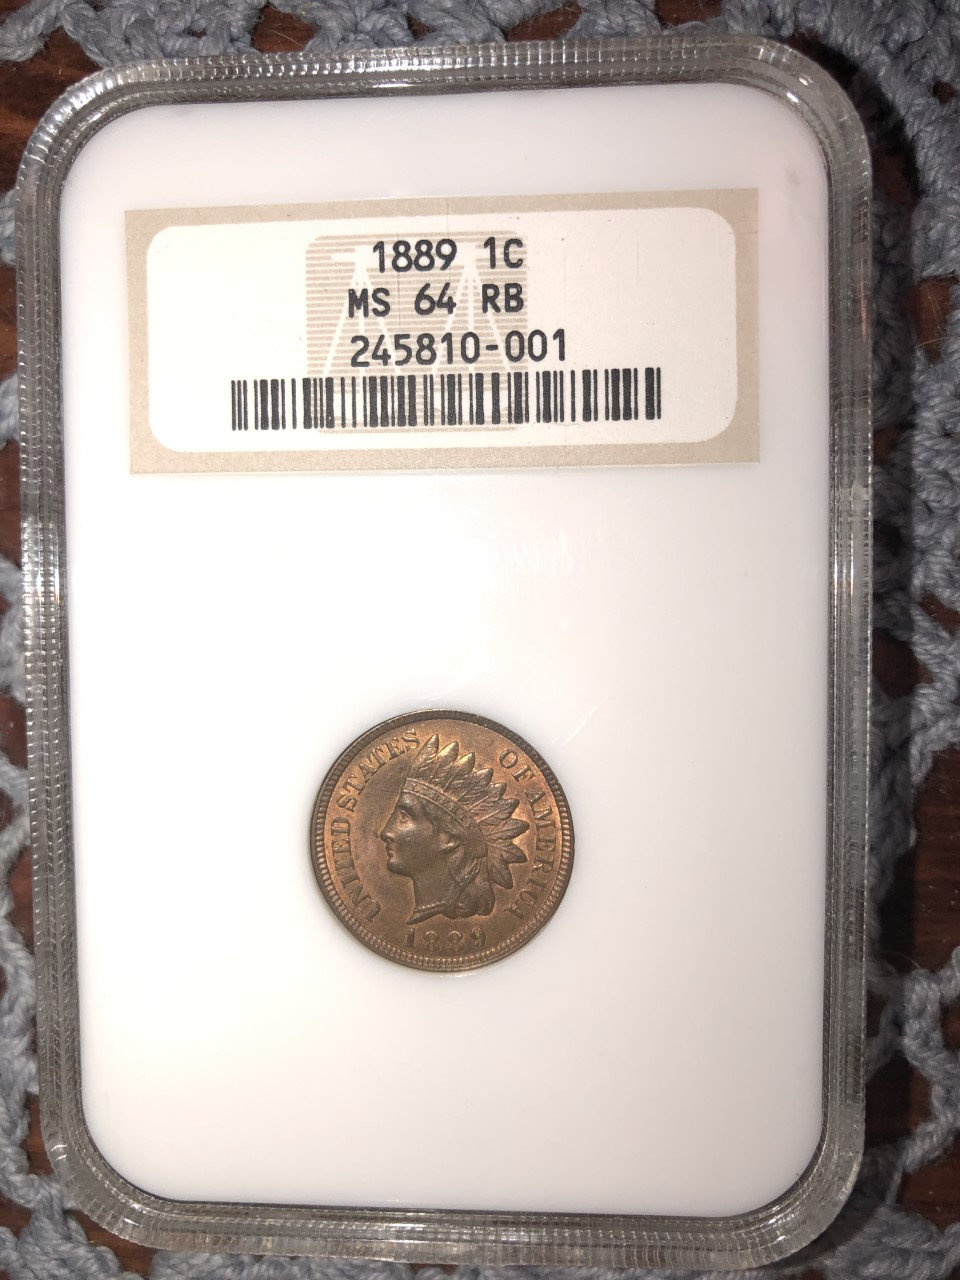 1889 1C
MS 64 RB
245810-001
UNITED STATES OF AMERICA
1889